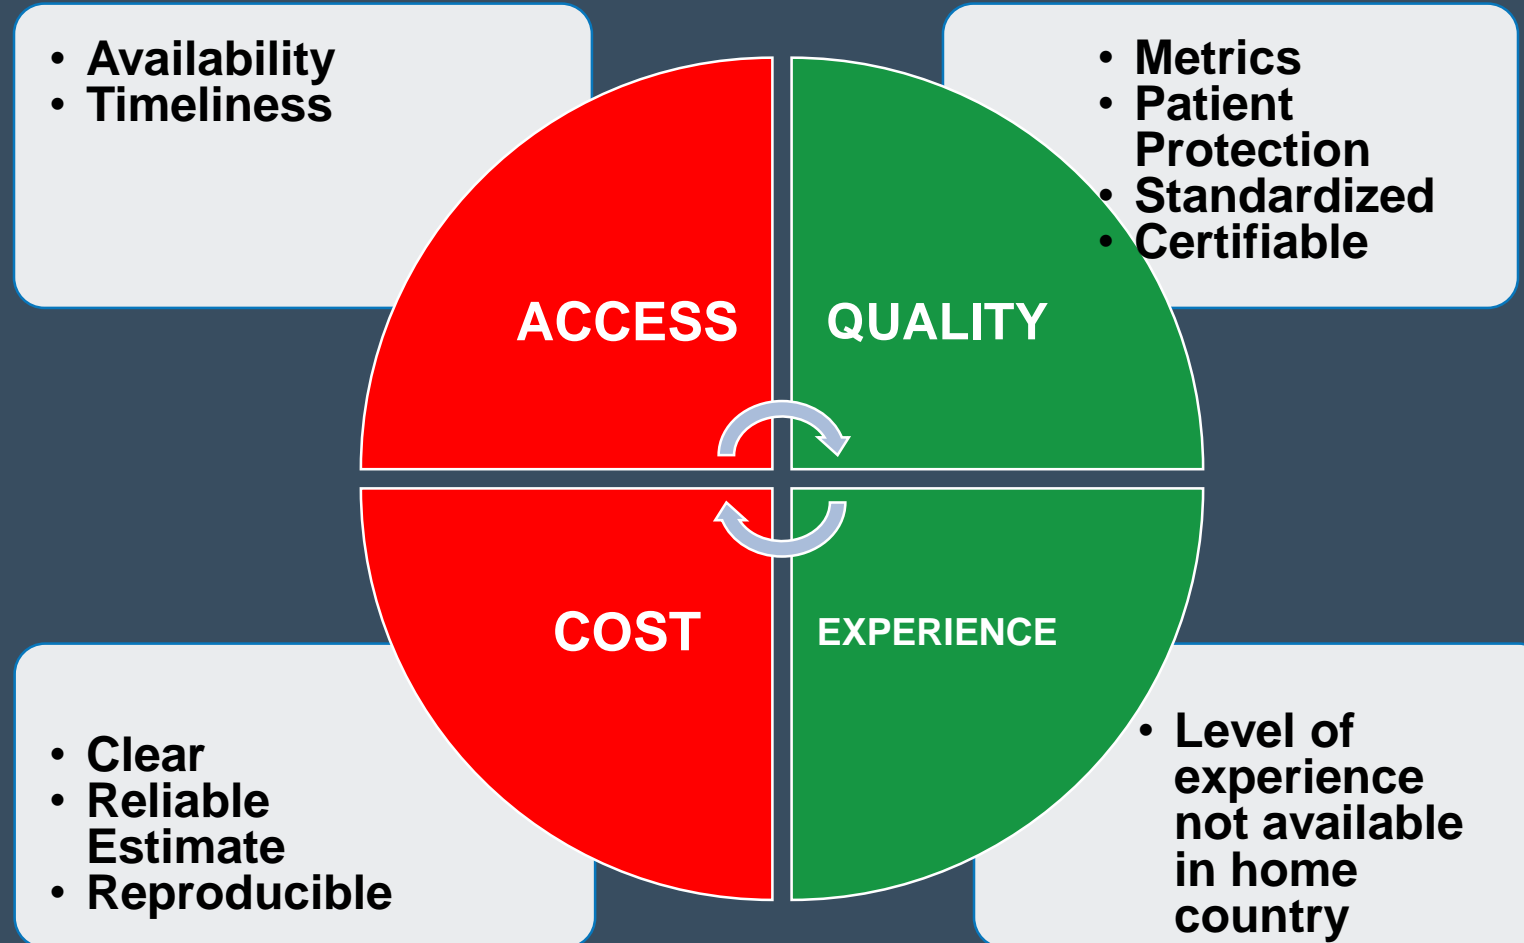 • Availability
• Timeliness
• Metrics
• Patient
Protection
• Standardized
• Certifiable
ACCESS
QUALITY
COST
EXPERIENCE
• Clear
• Reliable
Estimate
• Reproducible
• Level of
experience
not available
in home
country